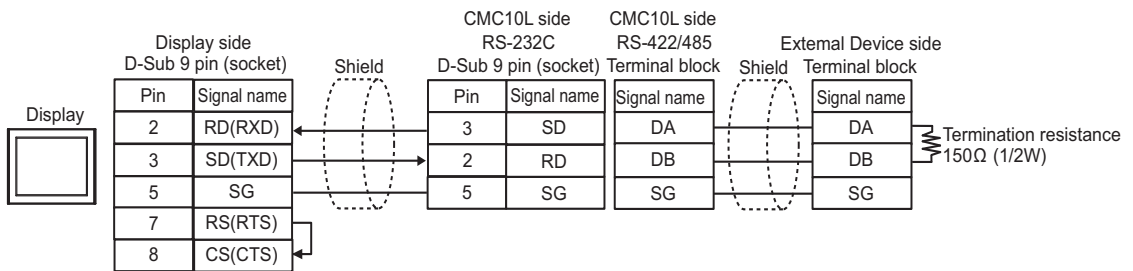 CMC10L side CMC10L side
Display side RS-232C RS-422/485 External Device side
D-Sub 9 pin (socket) Shield D-Sub 9 pin (socket) Terminal block Shield Terminal block
Display Pin Signal name Pin Signal name Signal name Signal name
2 RD(RXD) 3 SD DA DA Termination resistance
3 SD(TXD) 2 RD DB DB 150Ω (1/2W)
5 SG 5 SG SG SG
7 RS(RTS)
8 CS(CTS)